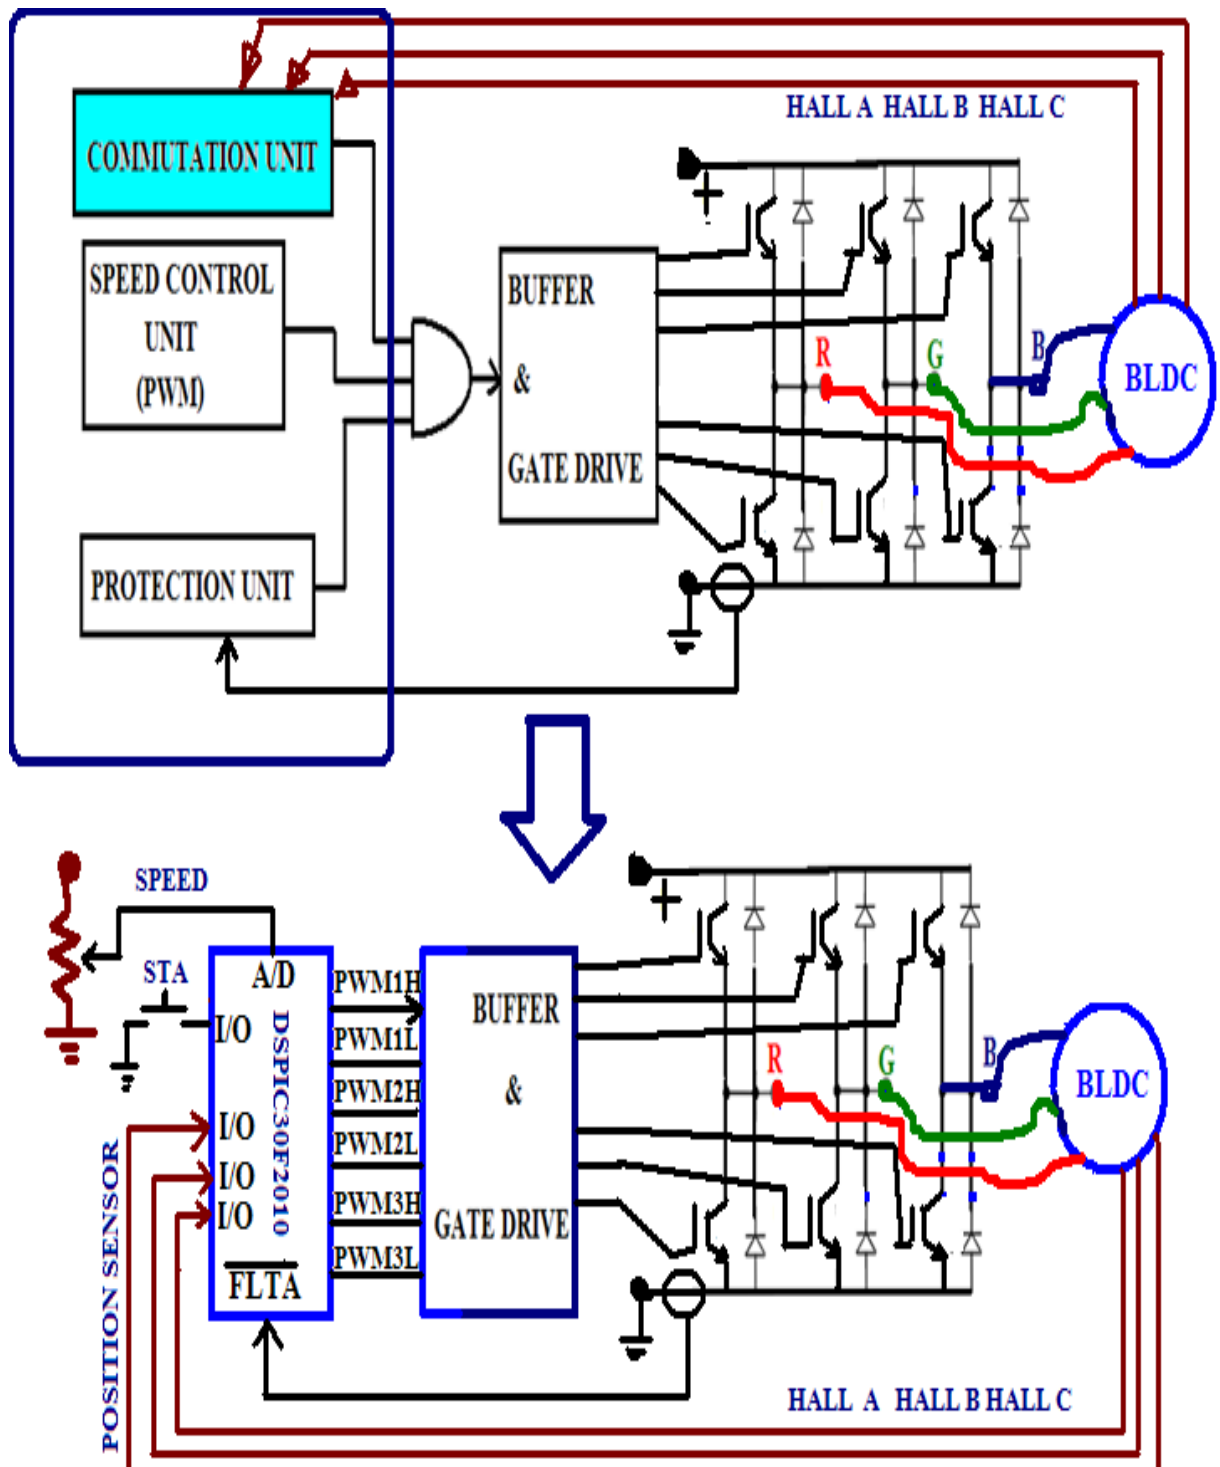 HALL A HALL B HALL C
COMMUTATION UNIT
SPEED CONTROL
UNIT
(PWM)
BUFFER
&
GATE DRIVE
PROTECTION UNIT
+
R
G
B
BLDC
SPEED
STA
A/D
I/O
I/O
I/O
I/O
DSPIC30F2010
FLTA
POSITION SENSOR
PWM1H
PWM1L
PWM2H
PWM2L
PWM3H
PWM3L
BUFFER
&
GATE DRIVE
+
R
G
B
BLDC
HALL A HALL B HALL C